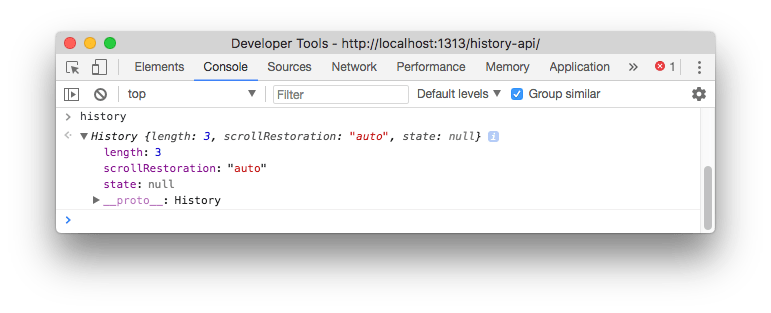 Developer Tools - http://localhost:1313/history-api/
Elements Console Sources Network Performance Memory Application » 1
top Filter Default levels Group similar
> history
History {length: 3, scrollRestoration: "auto", state: null} i
length: 3
scrollRestoration: "auto"
state: null
__proto__: History
>